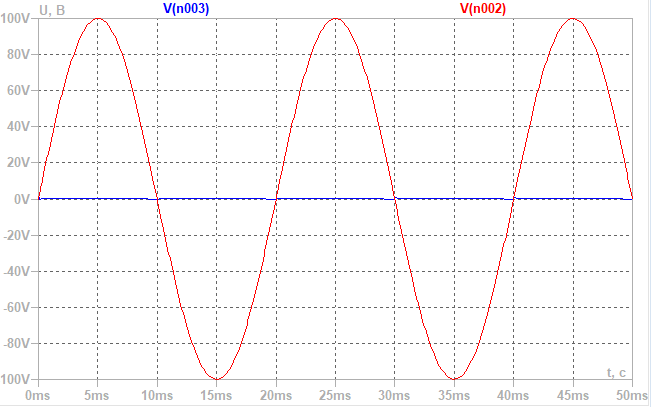 U, В V(n003) V(n002)
100V
80V
60V
40V
20V
0V
-20V
-40V
-60V
-80V
-100V
t, с
0ms 5ms 10ms 15ms 20ms 25ms 30ms 35ms 40ms 45ms 50ms